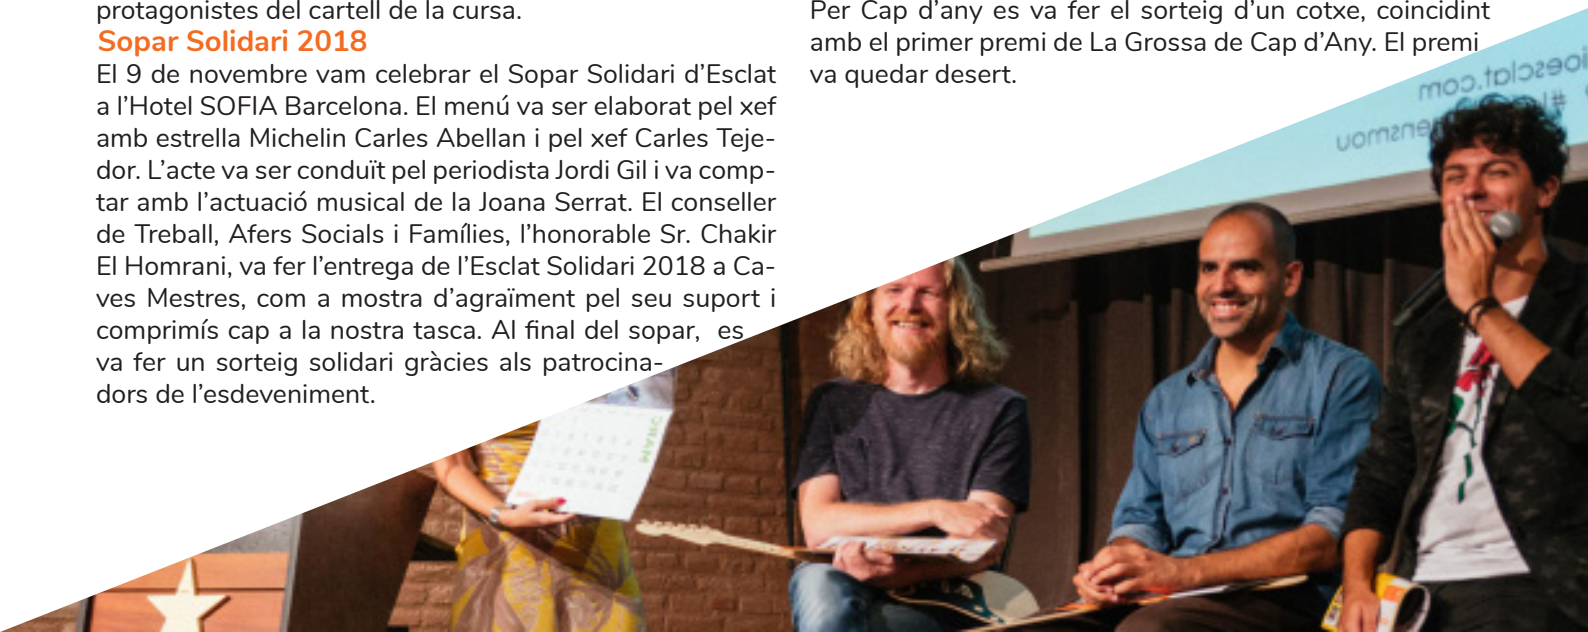 protagonistes del cartell de la cursa.
Sopar Solidari 2018
El 9 de novembre vam celebrar el Sopar Solidari d’Esclat
a l’Hotel SOFIA Barcelona. El menú va ser elaborat pel xef
amb estrella Michelin Carles Abellan i pel xef Carles Teje-
dor. L’acte va ser conduït pel periodista Jordi Gil i va comp-
tar amb l’actuació musical de la Joana Serrat. El conseller
de Treball, Afers Socials i Famílies, l’honorable Sr. Chakir
El Homrani, va fer l’entrega de l’Esclat Solidari 2018 a Ca-
ves Mestres, com a mostra d’agraïment pel seu suport i
comprimís cap a la nostra tasca. Al final del sopar, es
va fer un sorteig solidari gràcies als patrocina-
dors de l’esdeveniment.
Per Cap d’any es va fer el sorteig d’un cotxe, coincidint
amb el primer premi de La Grossa de Cap d’Any. El premi
va quedar desert.
ioesclat.com
MARÇ